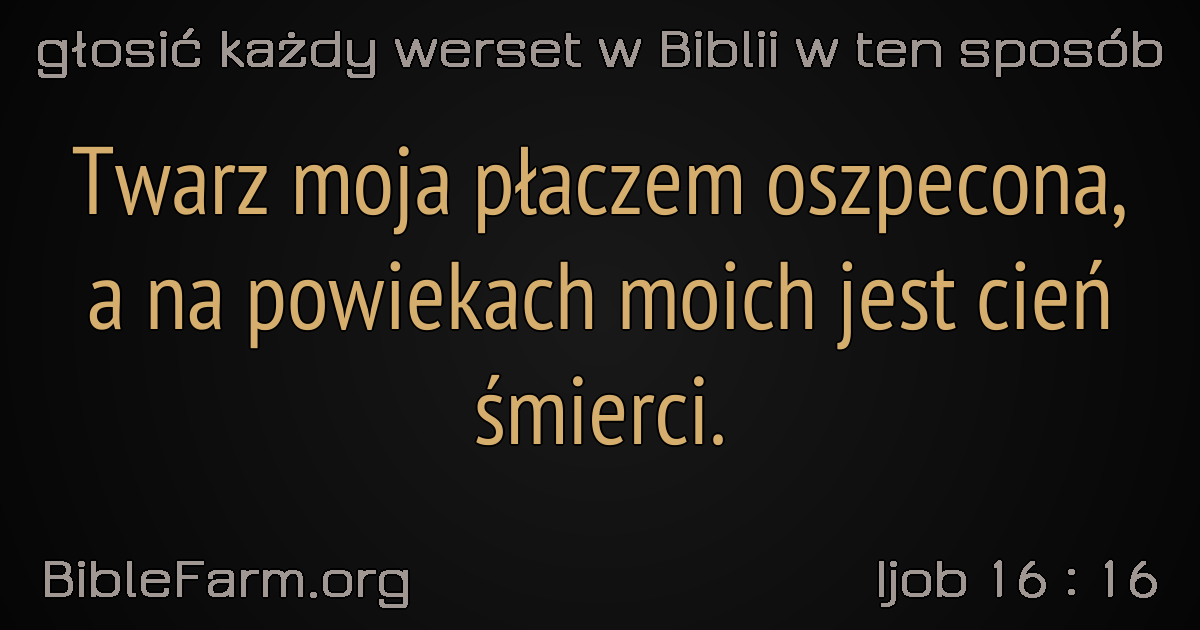 głosić każdy werset w Biblii w ten sposób
Twarz moja płaczem oszpecona,
a na powiekach moich jest cień
śmierci.
BibleFarm.org
Ijob 16 : 16